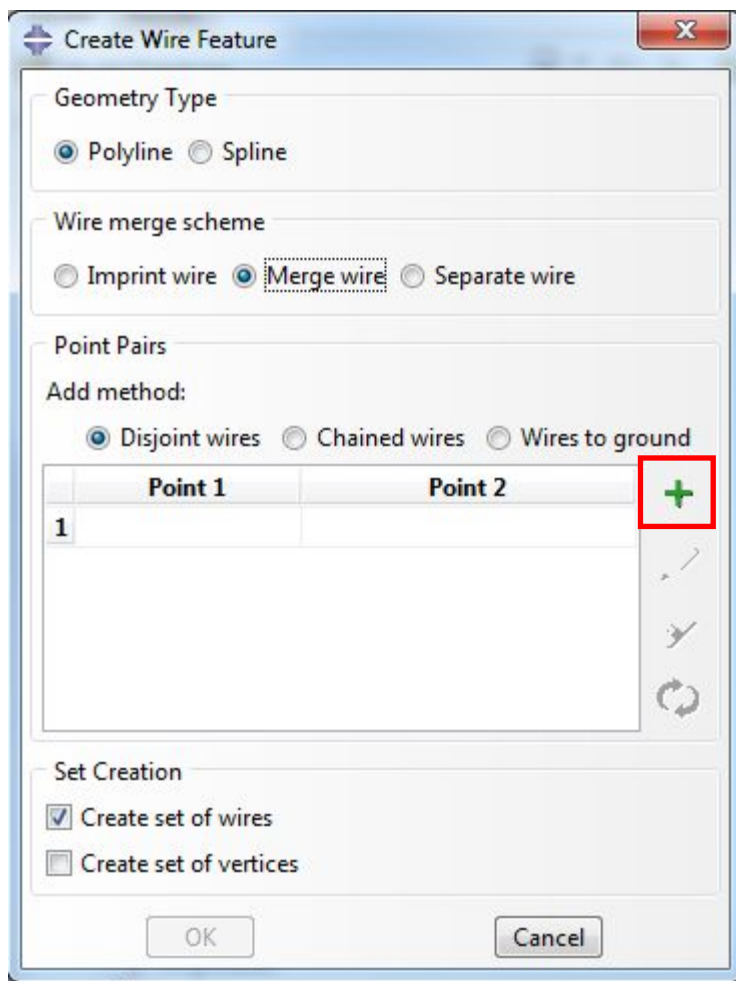 Create Wire Feature
Geometry Type
Polyline Spline
Wire merge scheme
Imprint wire Merge wire Separate wire
Point Pairs
Add method:
Disjoint wires Chained wires Wires to ground
Point 1 Point 2
1
Set Creation
Create set of wires
Create set of vertices
OK Cancel